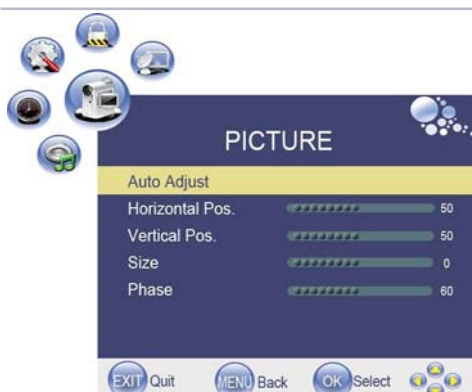 PICTURE
Auto Adjust
Horizontal Pos. 50
Vertical Pos. 50
Size 0
Phase 60
EXIT Quit MENU Back OK Select